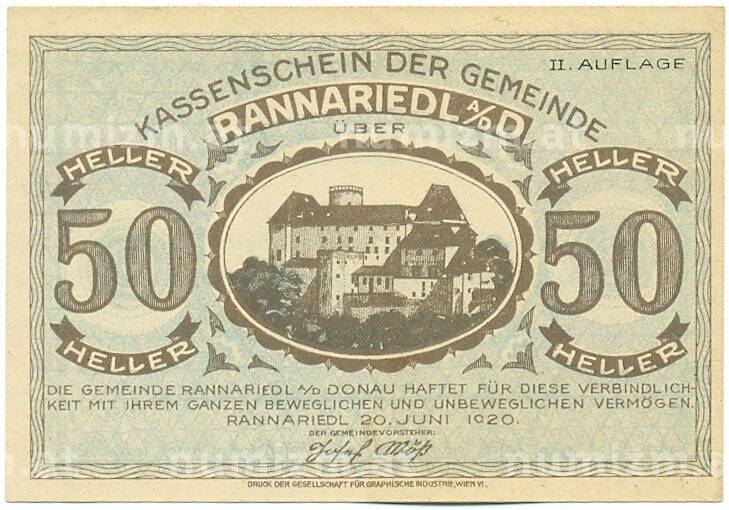 II. AUFLAGE
KASSENSCHEIN DER GEMEINDE
RANNARIEDL A/D
ÜBER
HELLER
50
HELLER
HELLER
50
HELLER
DIE GEMEINDE RANNARIEDL A/D DONAU HAFTET FÜR DIESE VERBINDLICH-
KEIT MIT IHREM GANZEN BEWEGLICHEN UND UNBEWEGLICHEN VERMÖGEN.
RANNARIEDL 20. JUNI 1920.
DER GEMEINDEVORSTEHER:
Josef Möß
DRUCK DER GESELLSCHAFT FÜR GRAPHISCHE INDUSTRIE, WIEN VI.